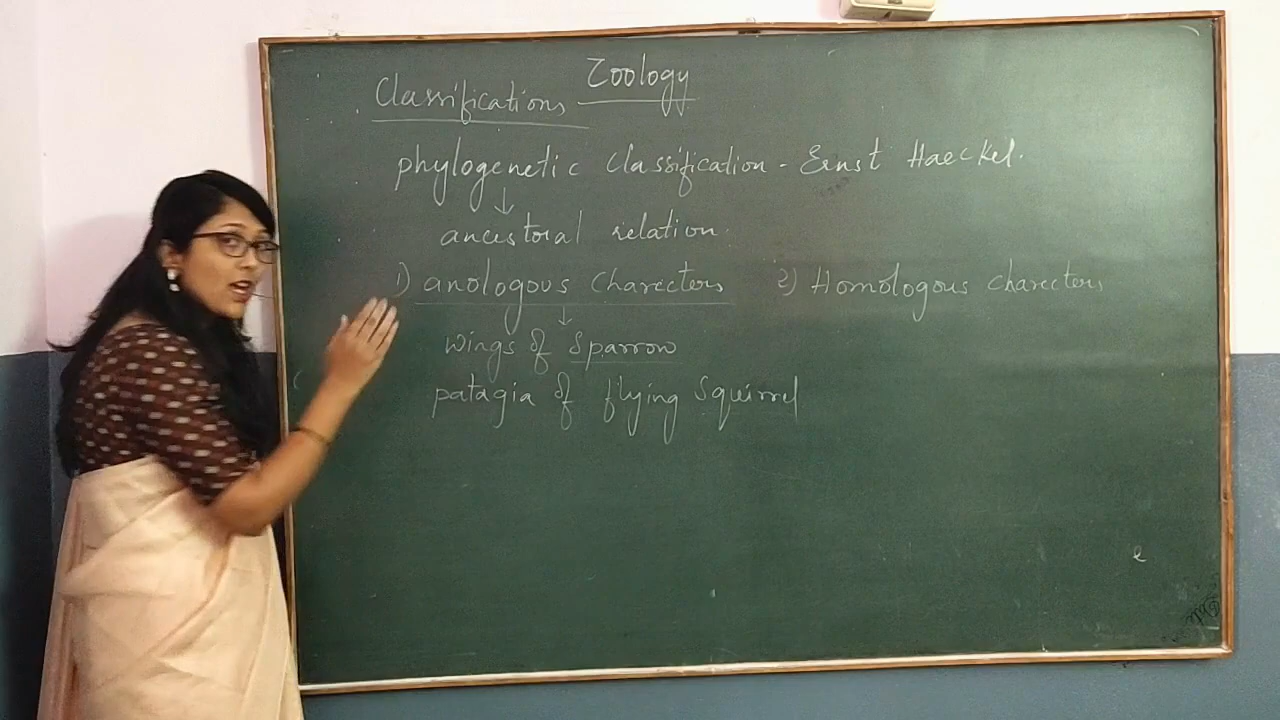 Zoology
Classifications
phylogenetic classification - Ernst Haeckel.
↓
ancestoral relation.
1) anologous charecters 2) Homologous charecters
↓
wings of sparrow
patagia of flying squirrel
e